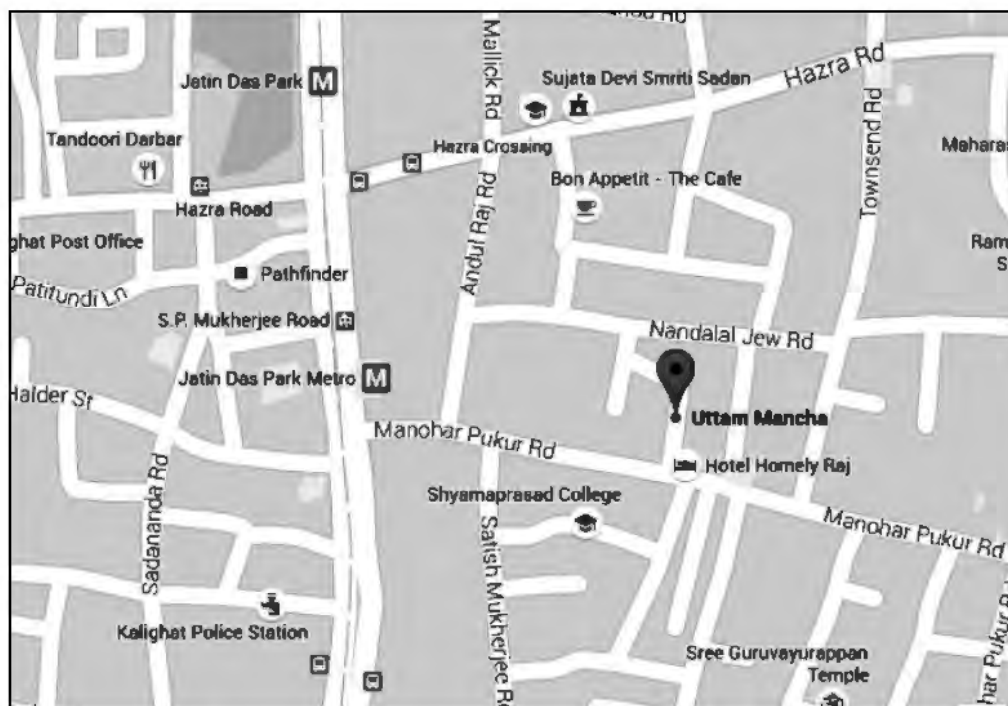 Mallick Rd
Jatin Das Park
M
Sujata Devi Smriti Sadan
Hazra Rd
Tandoori Darbar
Hazra Crossing
Townsend Rd
Bon Appetit - The Cafe
Hazra Road
Andul Raj Rd
ghat Post Office
Pathfinder
Patitundi Ln
S.P. Mukherjee Road
Nandalal Jew Rd
Jatin Das Park Metro
M
Halder St
Uttam Mancha
Manohar Pukur Rd
Hotel Homely Raj
Shyamaprasad College
Manohar Pukur Rd
Sadananda Rd
Satish Mukherjee R
Kalighat Police Station
Sree Guruvayurappan
Temple
har Pukur R